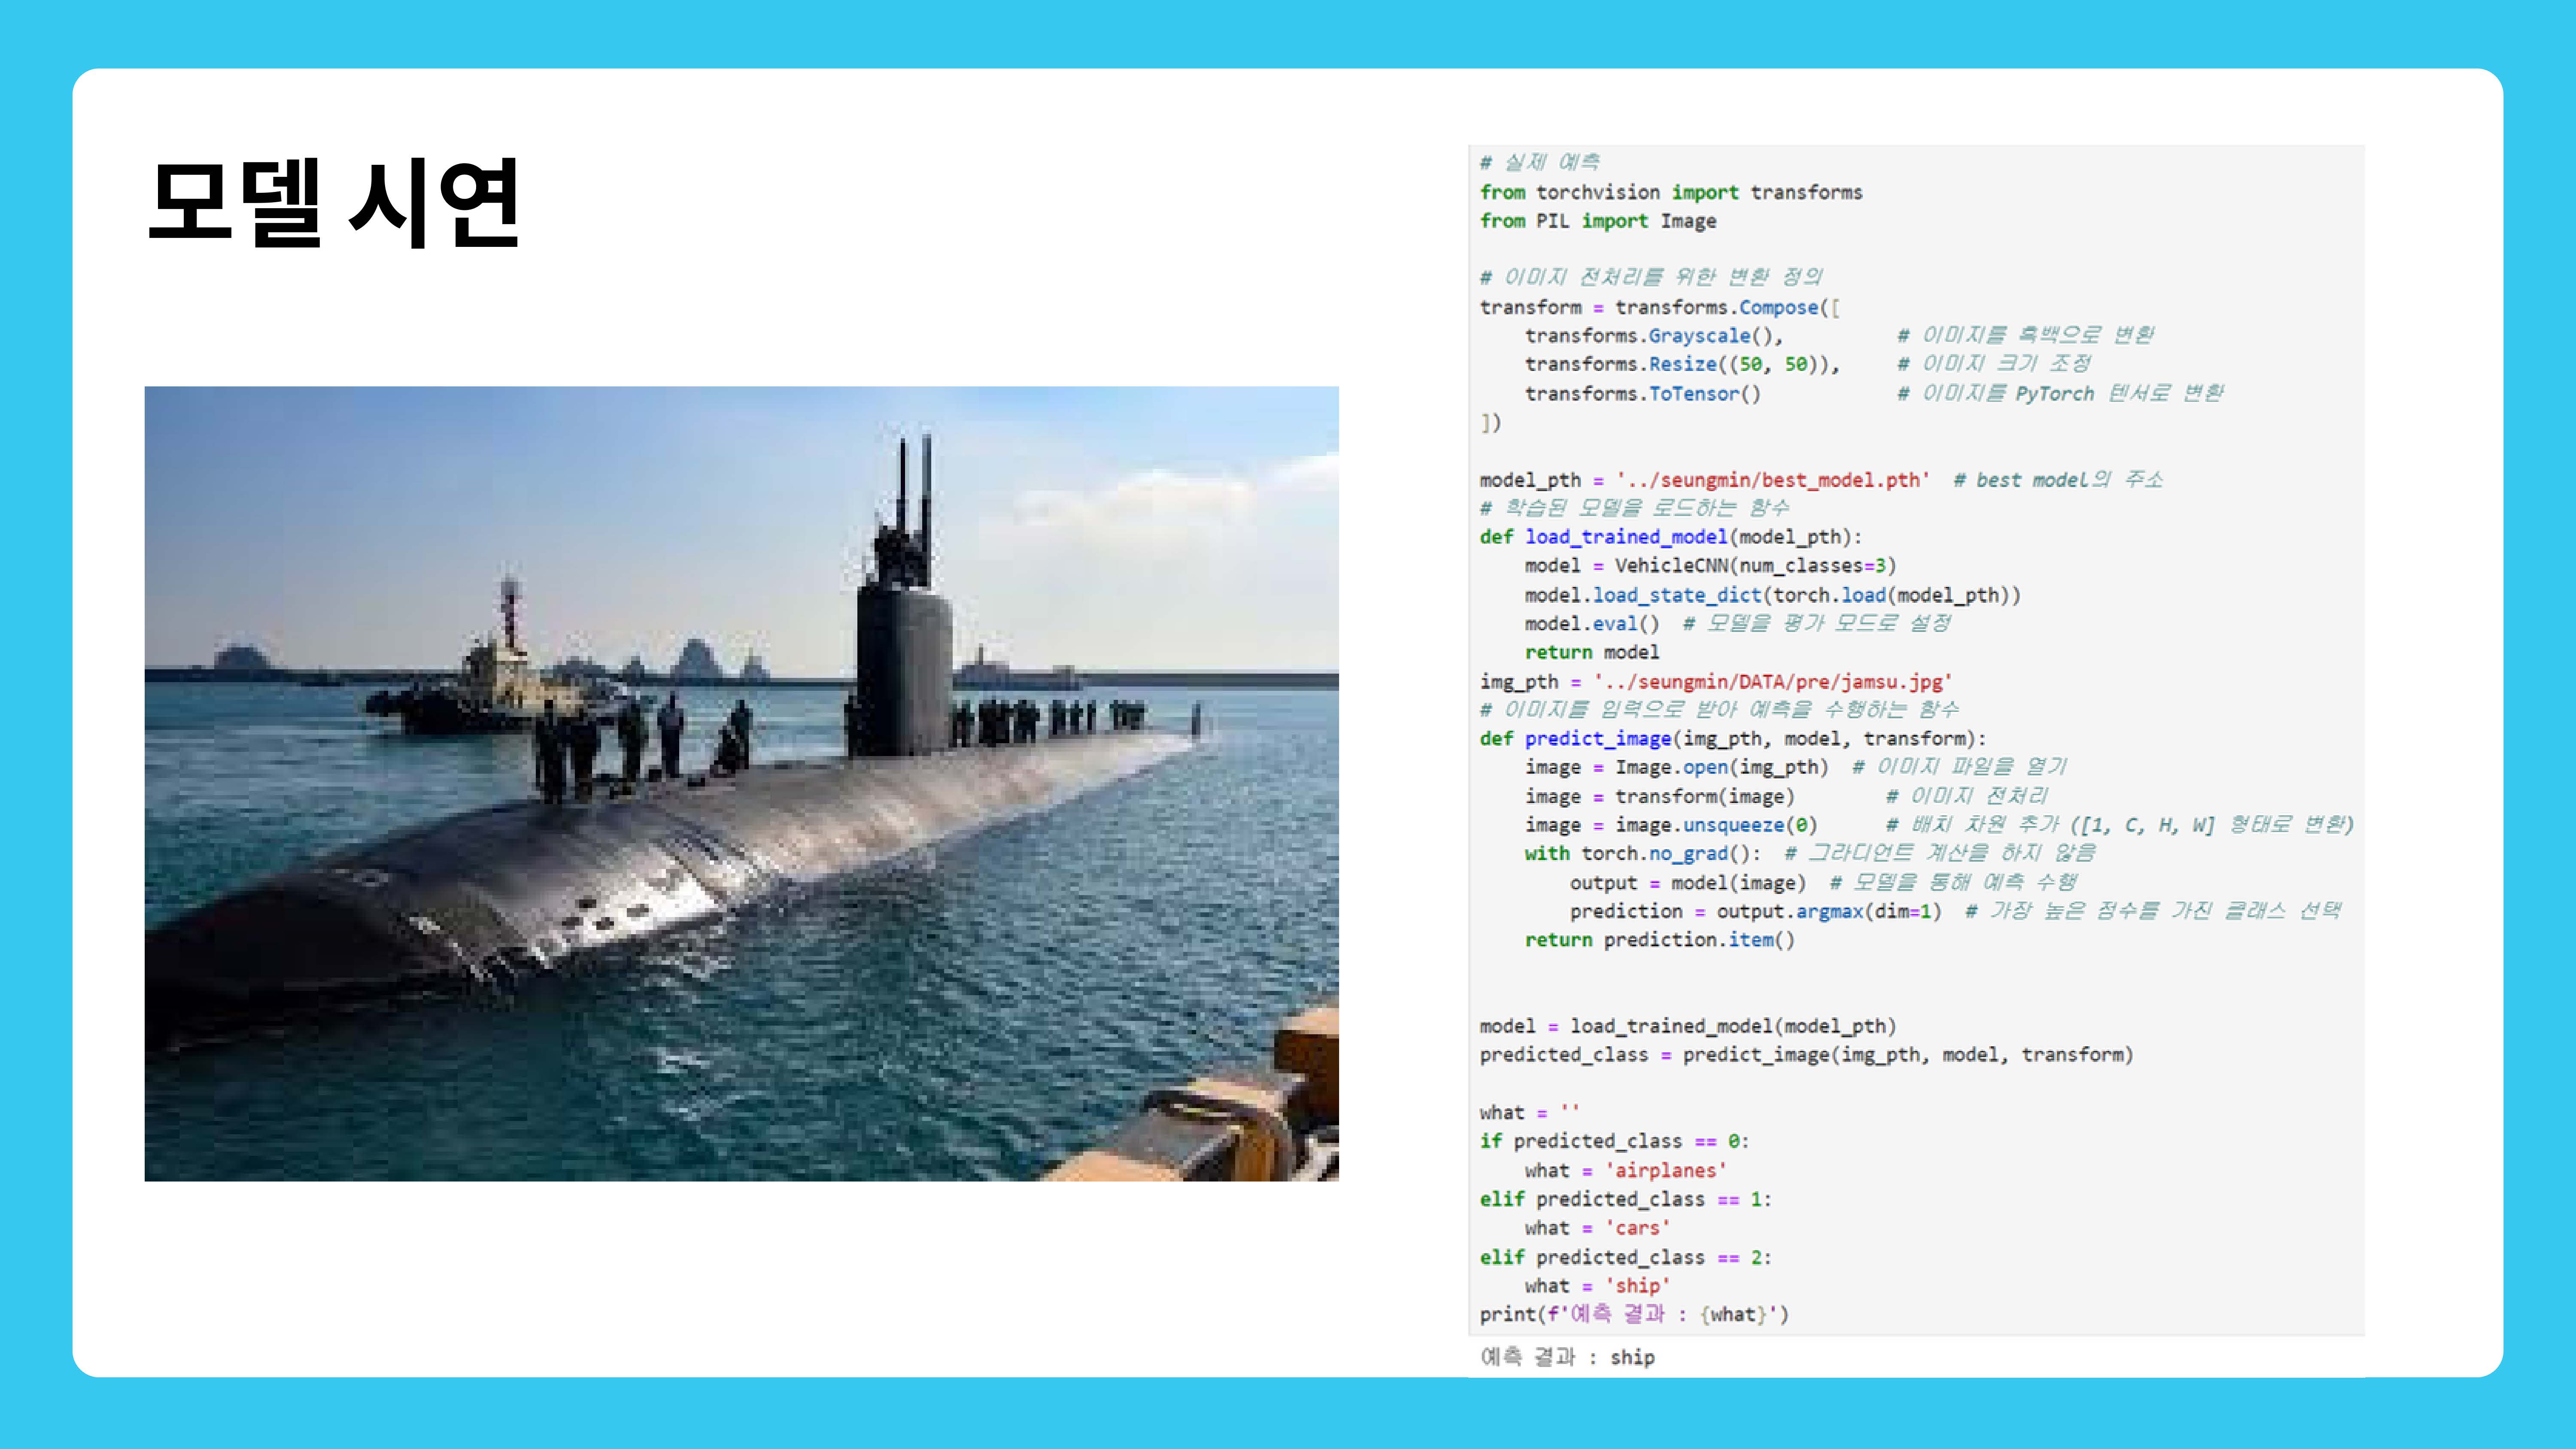 모델 시연
# 실제 예측
from torchvision import transforms
from PIL import Image
# 이미지 전처리를 위한 변환 정의
transform = transforms.Compose([
    transforms.Grayscale(),          # 이미지를 흑백으로 변환
    transforms.Resize((50, 50)),     # 이미지 크기 조정
    transforms.ToTensor()            # 이미지를 PyTorch 텐서로 변환
])
model_pth = '../seungmin/best_model.pth'  # best model의 주소
# 학습된 모델을 로드하는 함수
def load_trained_model(model_pth):
    model = VehicleCNN(num_classes=3)
    model.load_state_dict(torch.load(model_pth))
    model.eval()  # 모델을 평가 모드로 설정
    return model
img_pth = '../seungmin/DATA/pre/jamsu.jpg'
# 이미지를 입력으로 받아 예측을 수행하는 함수
def predict_image(img_pth, model, transform):
    image = Image.open(img_pth)  # 이미지 파일을 열기
    image = transform(image)        # 이미지 전처리
    image = image.unsqueeze(0)      # 배치 차원 추가 ([1, C, H, W] 형태로 변환)
    with torch.no_grad():  # 그라디언트 계산을 하지 않음
        output = model(image)  # 모델을 통해 예측 수행
        prediction = output.argmax(dim=1)  # 가장 높은 점수를 가진 클래스 선택
    return prediction.item()
model = load_trained_model(model_pth)
predicted_class = predict_image(img_pth, model, transform)
what = ''
if predicted_class == 0:
    what = 'airplanes'
elif predicted_class == 1:
    what = 'cars'
elif predicted_class == 2:
    what = 'ship'
print(f'예측 결과 : {what}')
예측 결과 : ship